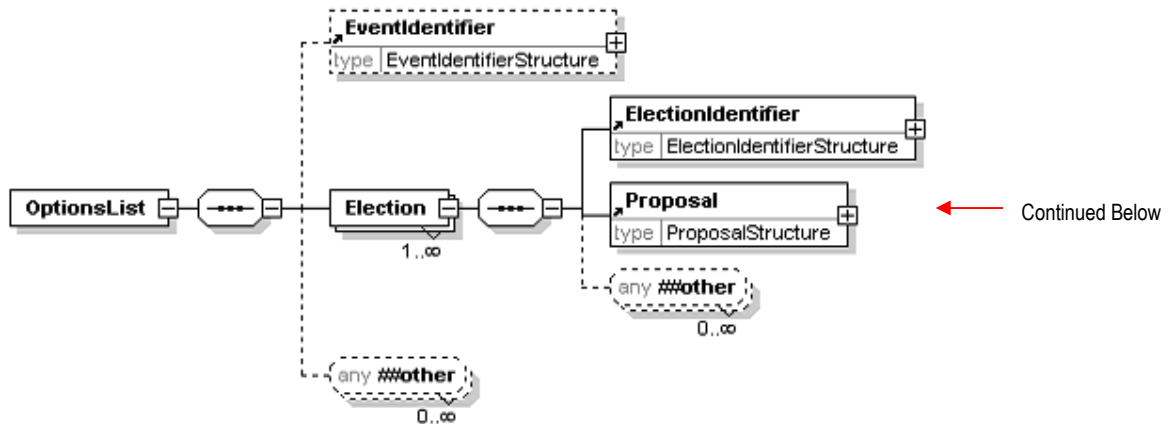 EventIdentifier
type EventIdentifierStructure
ElectionIdentifier
type ElectionIdentifierStructure
OptionsList
Election
1..∞
Proposal
type ProposalStructure
Continued Below
any ##other
0..∞
any ##other
0..∞